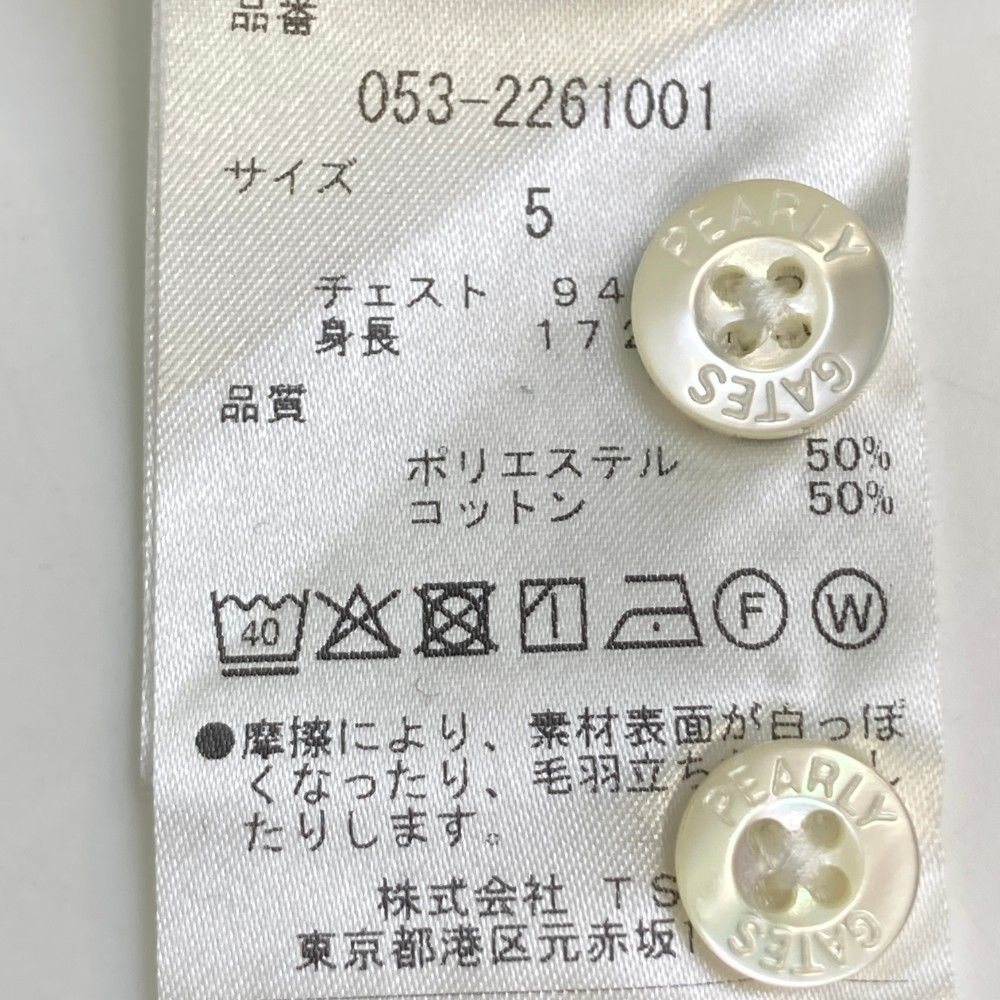 品番
053-2261001
サイズ
5
チェスト 94
身長 172
PEARLY GATES
品質
ポリエステル 50%
コットン 50%
40
F
W
●摩擦により、素材表面が白っぽ
くなったり、毛羽立ち
たりします。
PEARLY GATES
株式会社 TS
東京都港区元赤坂1